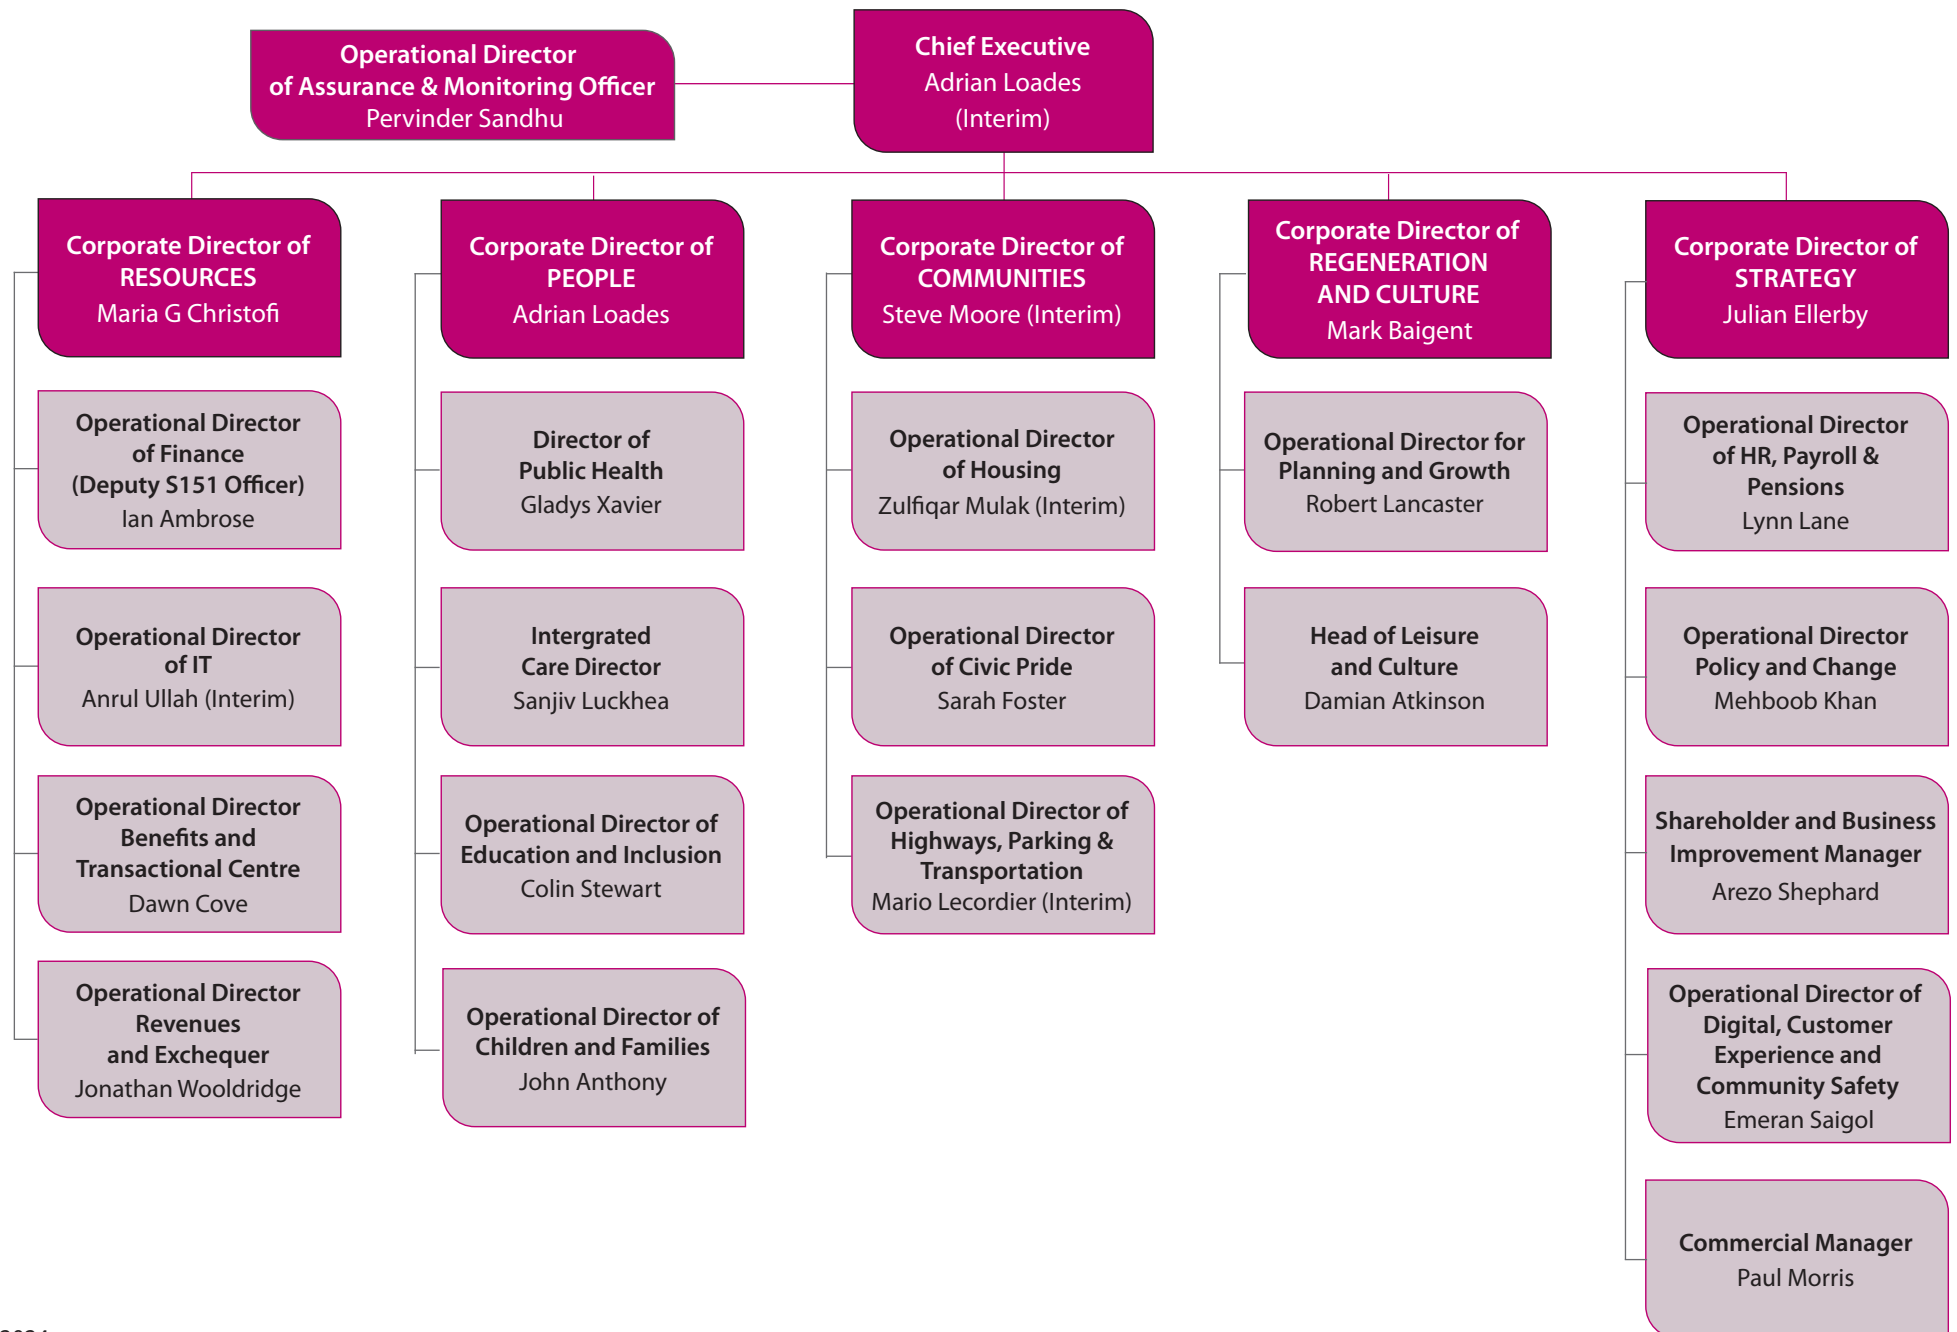 Operational Director
of Assurance & Monitoring Officer
Pervinder Sandhu
Chief Executive
Adrian Loades
(Interim)
Corporate Director of
RESOURCES
Maria G Christofi
Operational Director
of Finance
(Deputy S151 Officer)
Ian Ambrose
Operational Director
of IT
Anrul Ullah (Interim)
Operational Director
Benefits and
Transactional Centre
Dawn Cove
Operational Director
Revenues
and Exchequer
Jonathan Wooldridge
Corporate Director of
PEOPLE
Adrian Loades
Director of
Public Health
Gladys Xavier
Intergrated
Care Director
Sanjiv Luckhea
Operational Director of
Education and Inclusion
Colin Stewart
Operational Director of
Children and Families
John Anthony
Corporate Director of
COMMUNITIES
Steve Moore (Interim)
Operational Director
of Housing
Zulfiqar Mulak (Interim)
Operational Director
of Civic Pride
Sarah Foster
Operational Director of
Highways, Parking &
Transportation
Mario Lecordier (Interim)
Corporate Director of
REGENERATION
AND CULTURE
Mark Baigent
Operational Director for
Planning and Growth
Robert Lancaster
Head of Leisure
and Culture
Damian Atkinson
Corporate Director of
STRATEGY
Julian Ellerby
Operational Director
of HR, Payroll &
Pensions
Lynn Lane
Operational Director
Policy and Change
Mehboob Khan
Shareholder and Business
Improvement Manager
Arezo Shephard
Operational Director of
Digital, Customer
Experience and
Community Safety
Emeran Saigol
Commercial Manager
Paul Morris